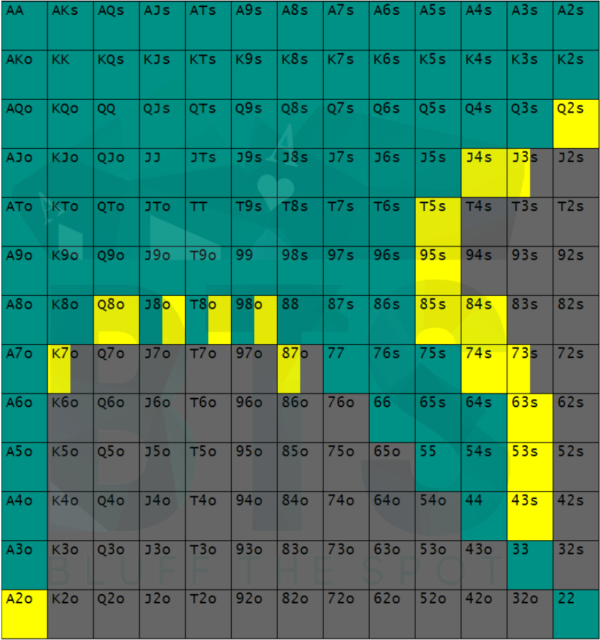 AA AKs AQs AJs ATs A9s A8s A7s A6s A5s A4s A3s A2s
AKo KK KQs KJs KTs K9s K8s K7s K6s K5s K4s K3s K2s
AQo KQo QQ QJs QTs Q9s Q8s Q7s Q6s Q5s Q4s Q3s Q2s
AJo KJo QJo JJ JTs J9s J8s J7s J6s J5s J4s J3s J2s
ATo KTo QTo JTo TT T9s T8s T7s T6s T5s T4s T3s T2s
A9o K9o Q9o J9o T9o 99 98s 97s 96s 95s 94s 93s 92s
A8o K8o Q8o J8o T8o 98o 88 87s 86s 85s 84s 83s 82s
A7o K7o Q7o J7o T7o 97o 87o 77 76s 75s 74s 73s 72s
A6o K6o Q6o J6o T6o 96o 86o 76o 66 65s 64s 63s 62s
A5o K5o Q5o J5o T5o 95o 85o 75o 65o 55 54s 53s 52s
A4o K4o Q4o J4o T4o 94o 84o 74o 64o 54o 44 43s 42s
A3o K3o Q3o J3o T3o 93o 83o 73o 63o 53o 43o 33 32s
A2o K2o Q2o J2o T2o 92o 82o 72o 62o 52o 42o 32o 22
BTS
BLUFF THE SPOT